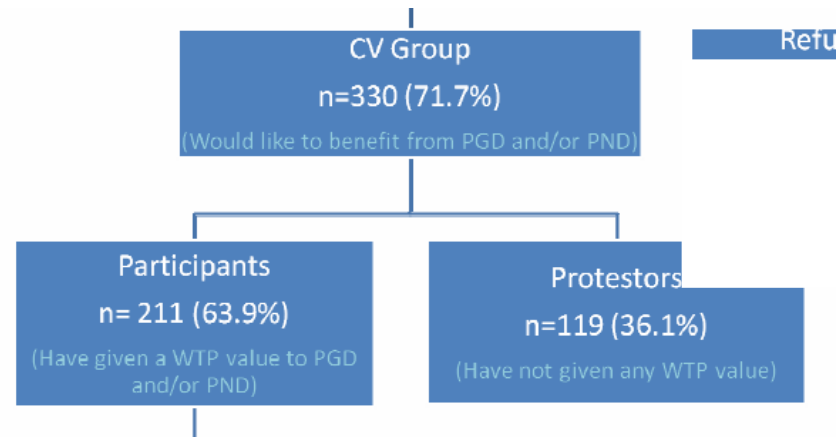 CV Group
n=330 (71.7%)
(Would like to benefit from PGD and/or PND)
Participants
n= 211 (63.9%)
(Have given a WTP value to PGD
and/or PND)
Protestors
n=119 (36.1%)
(Have not given any WTP value)